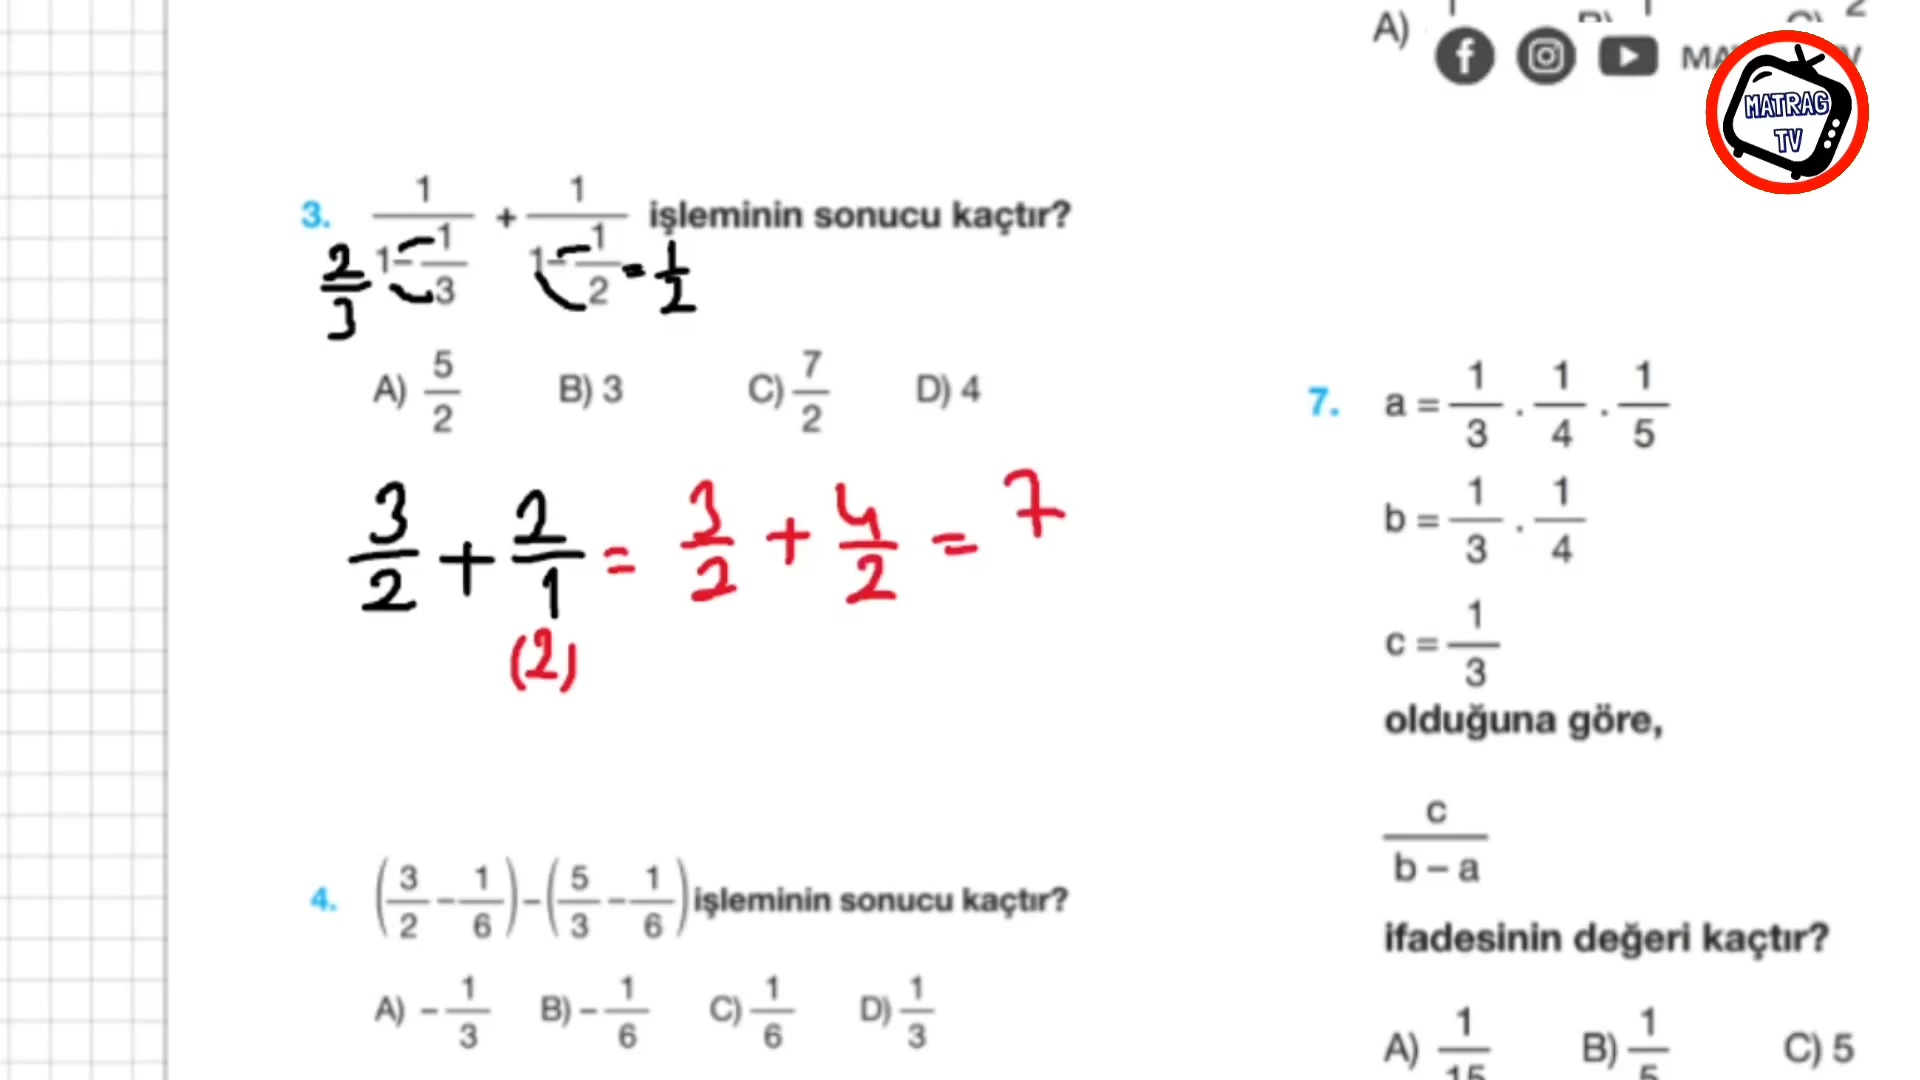 MATRAG
TV
3. 1/(1 - 1/3) + 1/(1 - 1/2) işleminin sonucu kaçtır?
2/3 = 1/2
A) 5/2 B) 3 C) 7/2 D) 4
3/2 + 2/1 = 3/2 + 4/2 = 7
(2)
4. (3/2 - 1/6) - (5/3 - 1/6) işleminin sonucu kaçtır?
A) - 1/3 B) - 1/6 C) 1/6 D) 1/3
A)
7. a = 1/3 . 1/4 . 1/5
b = 1/3 . 1/4
c = 1/3
olduğuna göre,
c/(b - a)
ifadesinin değeri kaçtır?
A) 1/15 B) 1/5 C) 5